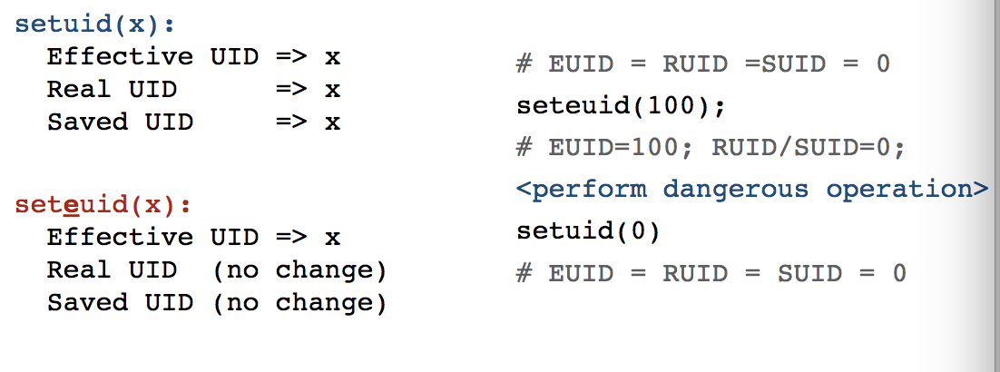 setuid(x):
Effective UID => x
Real UID => x
Saved UID => x
seteuid(x):
Effective UID => x
Real UID (no change)
Saved UID (no change)
# EUID = RUID =SUID = 0
seteuid(100);
# EUID=100; RUID/SUID=0;
<perform dangerous operation>
setuid(0)
# EUID = RUID = SUID = 0